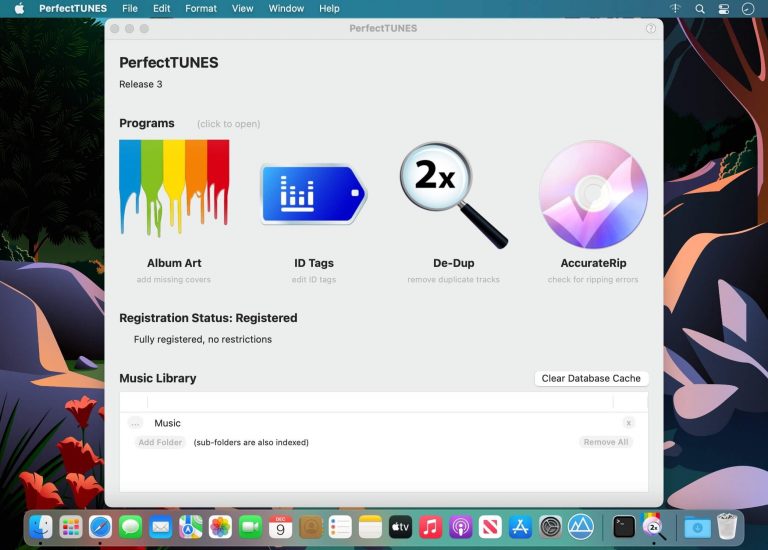 PerfectTUNES File Edit Format View Window Help
PerfectTUNES
?
PerfectTUNES
Release 3
Programs (click to open)
2x
Album Art ID Tags De-Dup AccurateRip
add missing covers edit ID tags remove duplicate tracks check for ripping errors
Registration Status: Registered
Fully registered, no restrictions
Music Library Clear Database Cache
... Music x
Add Folder (sub-folders are also indexed) Remove All
DEC
9
tv
2x